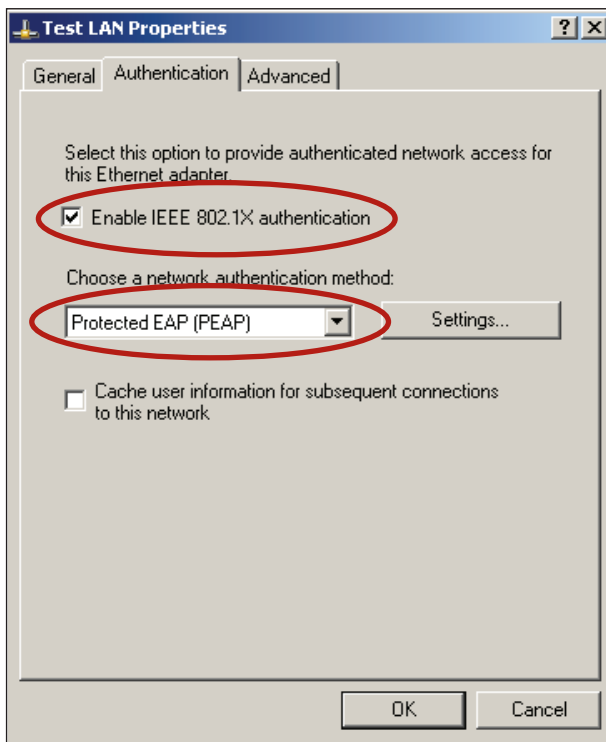 Test LAN Properties
General Authentication Advanced
Select this option to provide authenticated network access for
this Ethernet adapter.
Enable IEEE 802.1X authentication
Choose a network authentication method:
Protected EAP (PEAP) Settings...
Cache user information for subsequent connections
to this network
OK Cancel